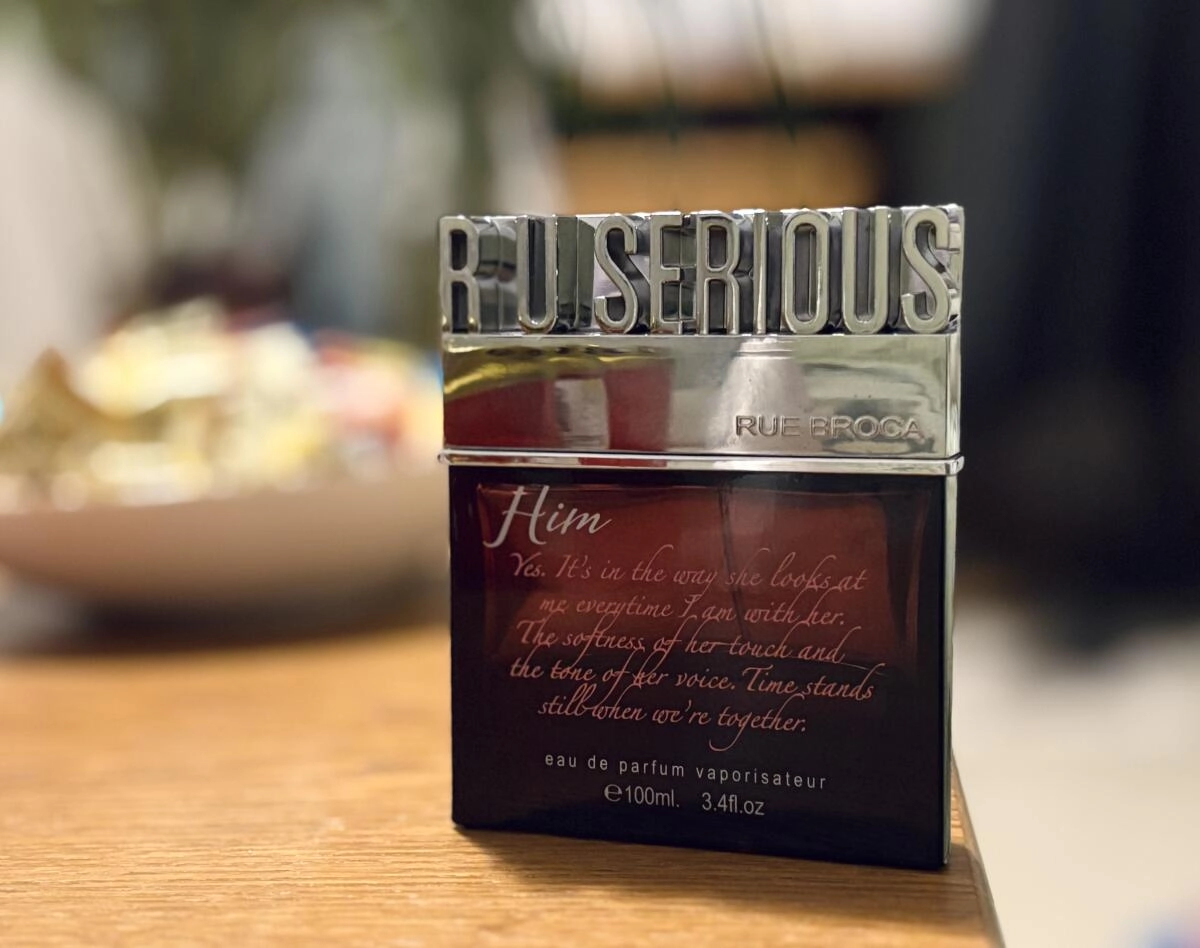 R U SERIOUS
RUE BROCA
Him
Yes. It's in the way she looks at
me everytime I am with her.
The softness of her touch and
the tone of her voice. Time stands
still when we're together.
eau de parfum vaporisateur
℮100ml. 3.4fl.oz